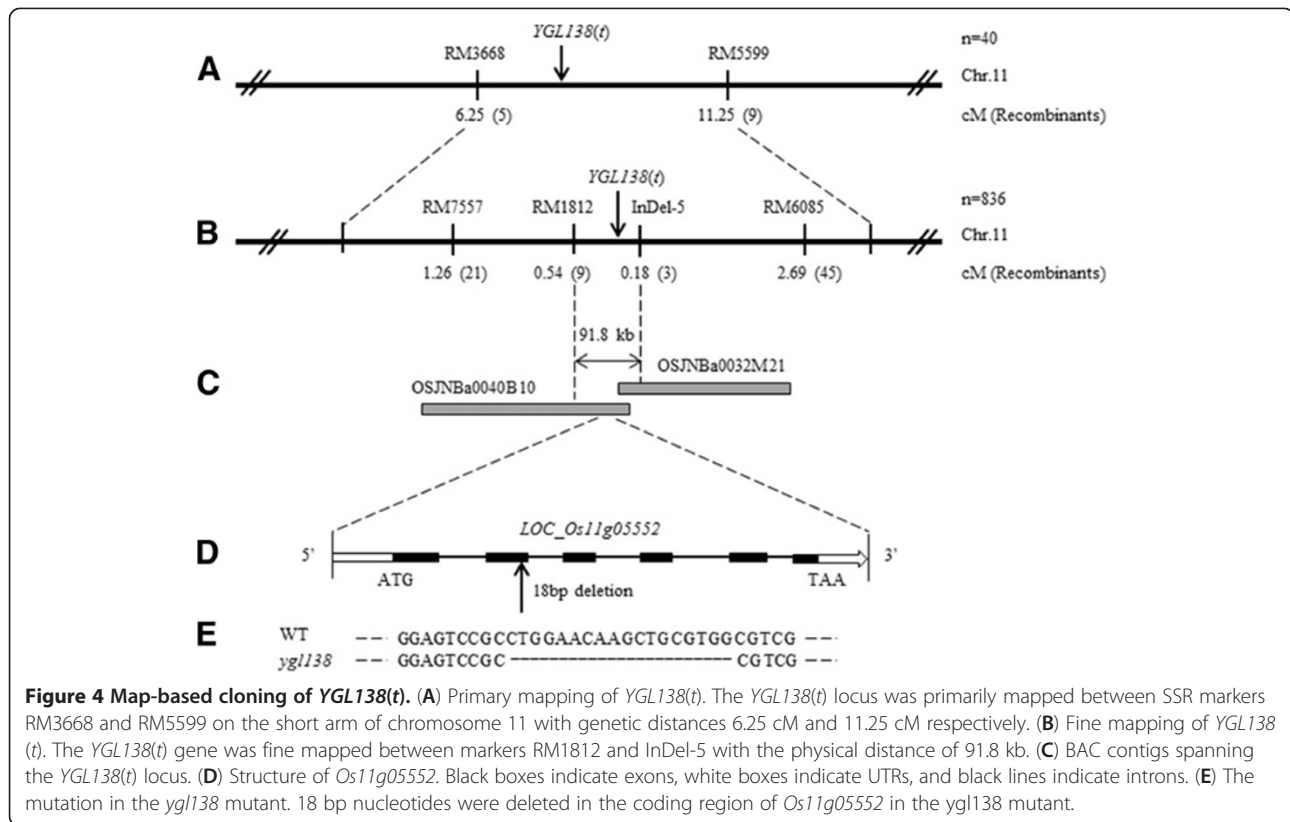 YGL138(t)
RM3668 RM5599 n=40
A Chr.11
6.25 (5) 11.25 (9) cM (Recombinants)
YGL138(t)
RM7557 RM1812 InDel-5 RM6085 n=836
B Chr.11
1.26 (21) 0.54 (9) 0.18 (3) 2.69 (45) cM (Recombinants)
91.8 kb
OSJNBa0032M21
C OSJNBa0040B10
LOC_Os11g05552
D 5' 3'
ATG TAA
18bp deletion
E WT --- GGAGTCCGCCTGGAACAAGCTGCGTGGCGTCG ---
ygl138 --- GGAGTCCGC ------------------ CGTCG ---
Figure 4 Map-based cloning of YGL138(t). (A) Primary mapping of YGL138(t). The YGL138(t) locus was primarily mapped between SSR markers
RM3668 and RM5599 on the short arm of chromosome 11 with genetic distances 6.25 cM and 11.25 cM respectively. (B) Fine mapping of YGL138
(t). The YGL138(t) gene was fine mapped between markers RM1812 and InDel-5 with the physical distance of 91.8 kb. (C) BAC contigs spanning
the YGL138(t) locus. (D) Structure of Os11g05552. Black boxes indicate exons, white boxes indicate UTRs, and black lines indicate introns. (E) The
mutation in the ygl138 mutant. 18 bp nucleotides were deleted in the coding region of Os11g05552 in the ygl138 mutant.